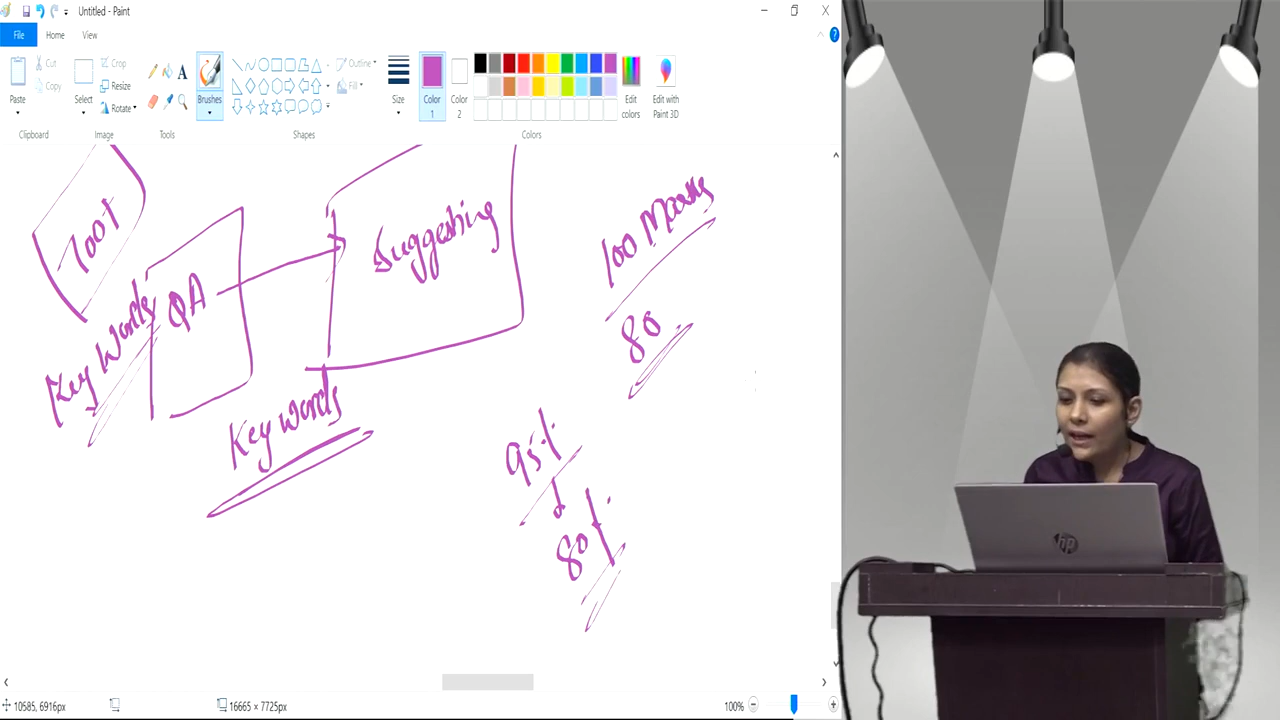 Untitled - Paint
File
Home
View
Paste
Cut
Copy
Clipboard
Select
Crop
Resize
Rotate
Image
Tools
Brushes
Shapes
Outline
Fill
Size
Color
1
Color
2
Edit
colors
Edit with
Paint 3D
Colors
QA
Suggesting
100 Marks
80
Key Words
Key words
95%
80%
hp
10585, 6916px
16665 × 7725px
100%